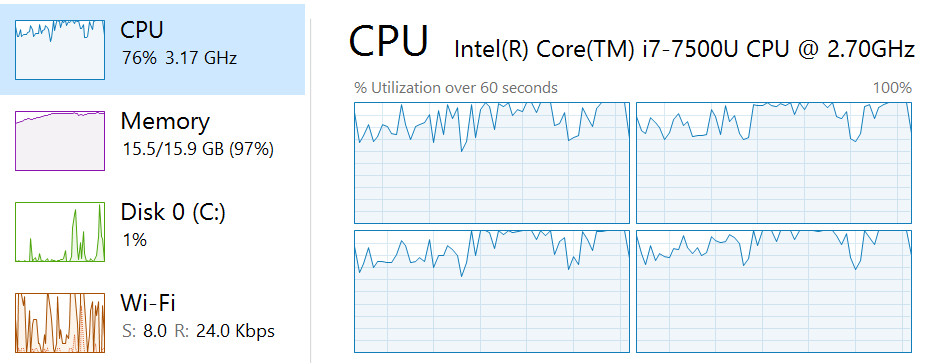 CPU
76% 3.17 GHz
Memory
15.5/15.9 GB (97%)
Disk 0 (C:)
1%
Wi-Fi
S: 8.0 R: 24.0 Kbps
CPU Intel(R) Core(TM) i7-7500U CPU @ 2.70GHz
% Utilization over 60 seconds 100%